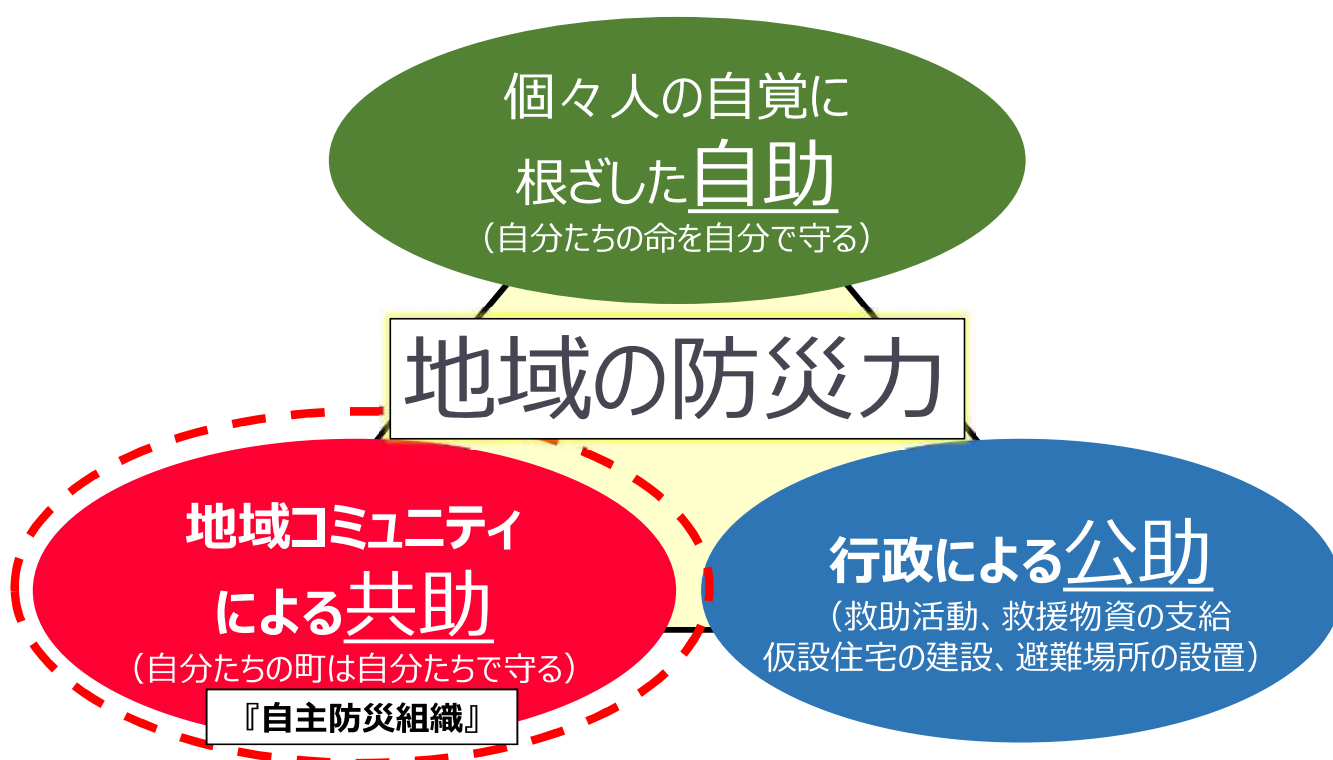 個々人の自覚に
根ざした自助
（自分たちの命を自分で守る）
地域の防災力
地域コミュニティ
による共助
（自分たちの町は自分たちで守る）
『自主防災組織』
行政による公助
（救助活動、救援物資の支給
仮設住宅の建設、避難場所の設置）